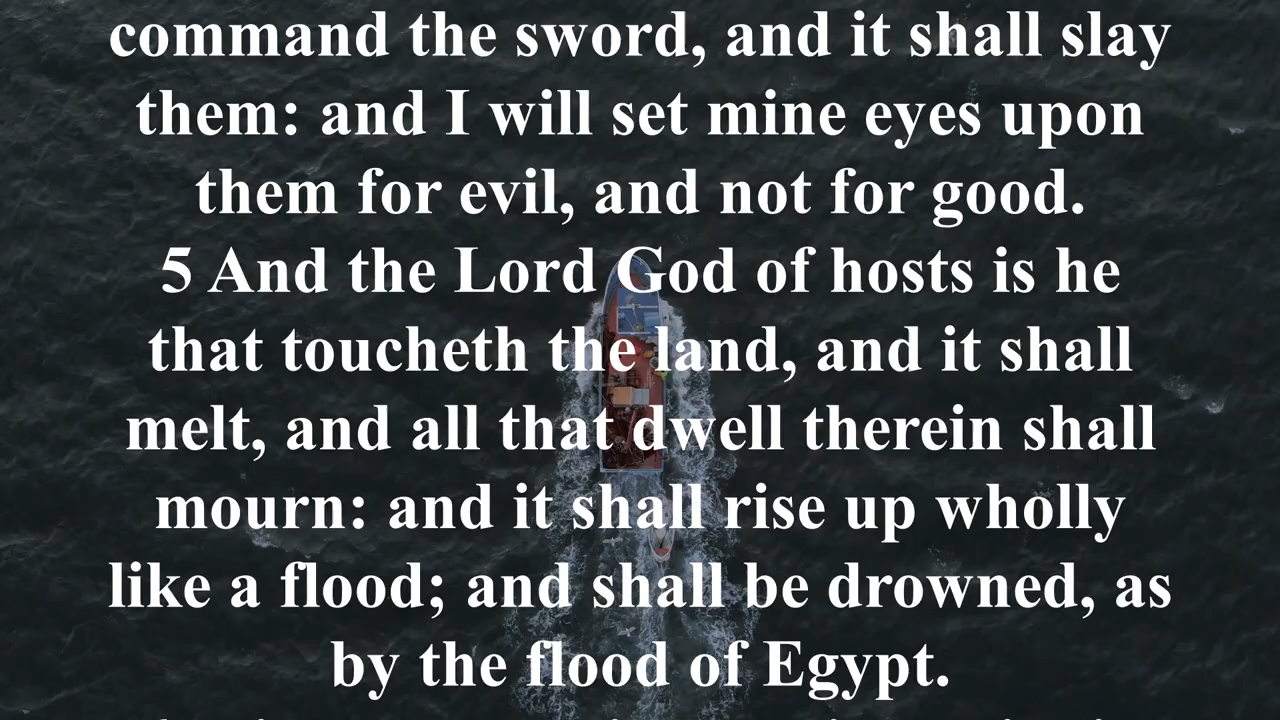 command the sword, and it shall slay
them: and I will set mine eyes upon
them for evil, and not for good.
5 And the Lord God of hosts is he
that toucheth the land, and it shall
melt, and all that dwell therein shall
mourn: and it shall rise up wholly
like a flood; and shall be drowned, as
by the flood of Egypt.